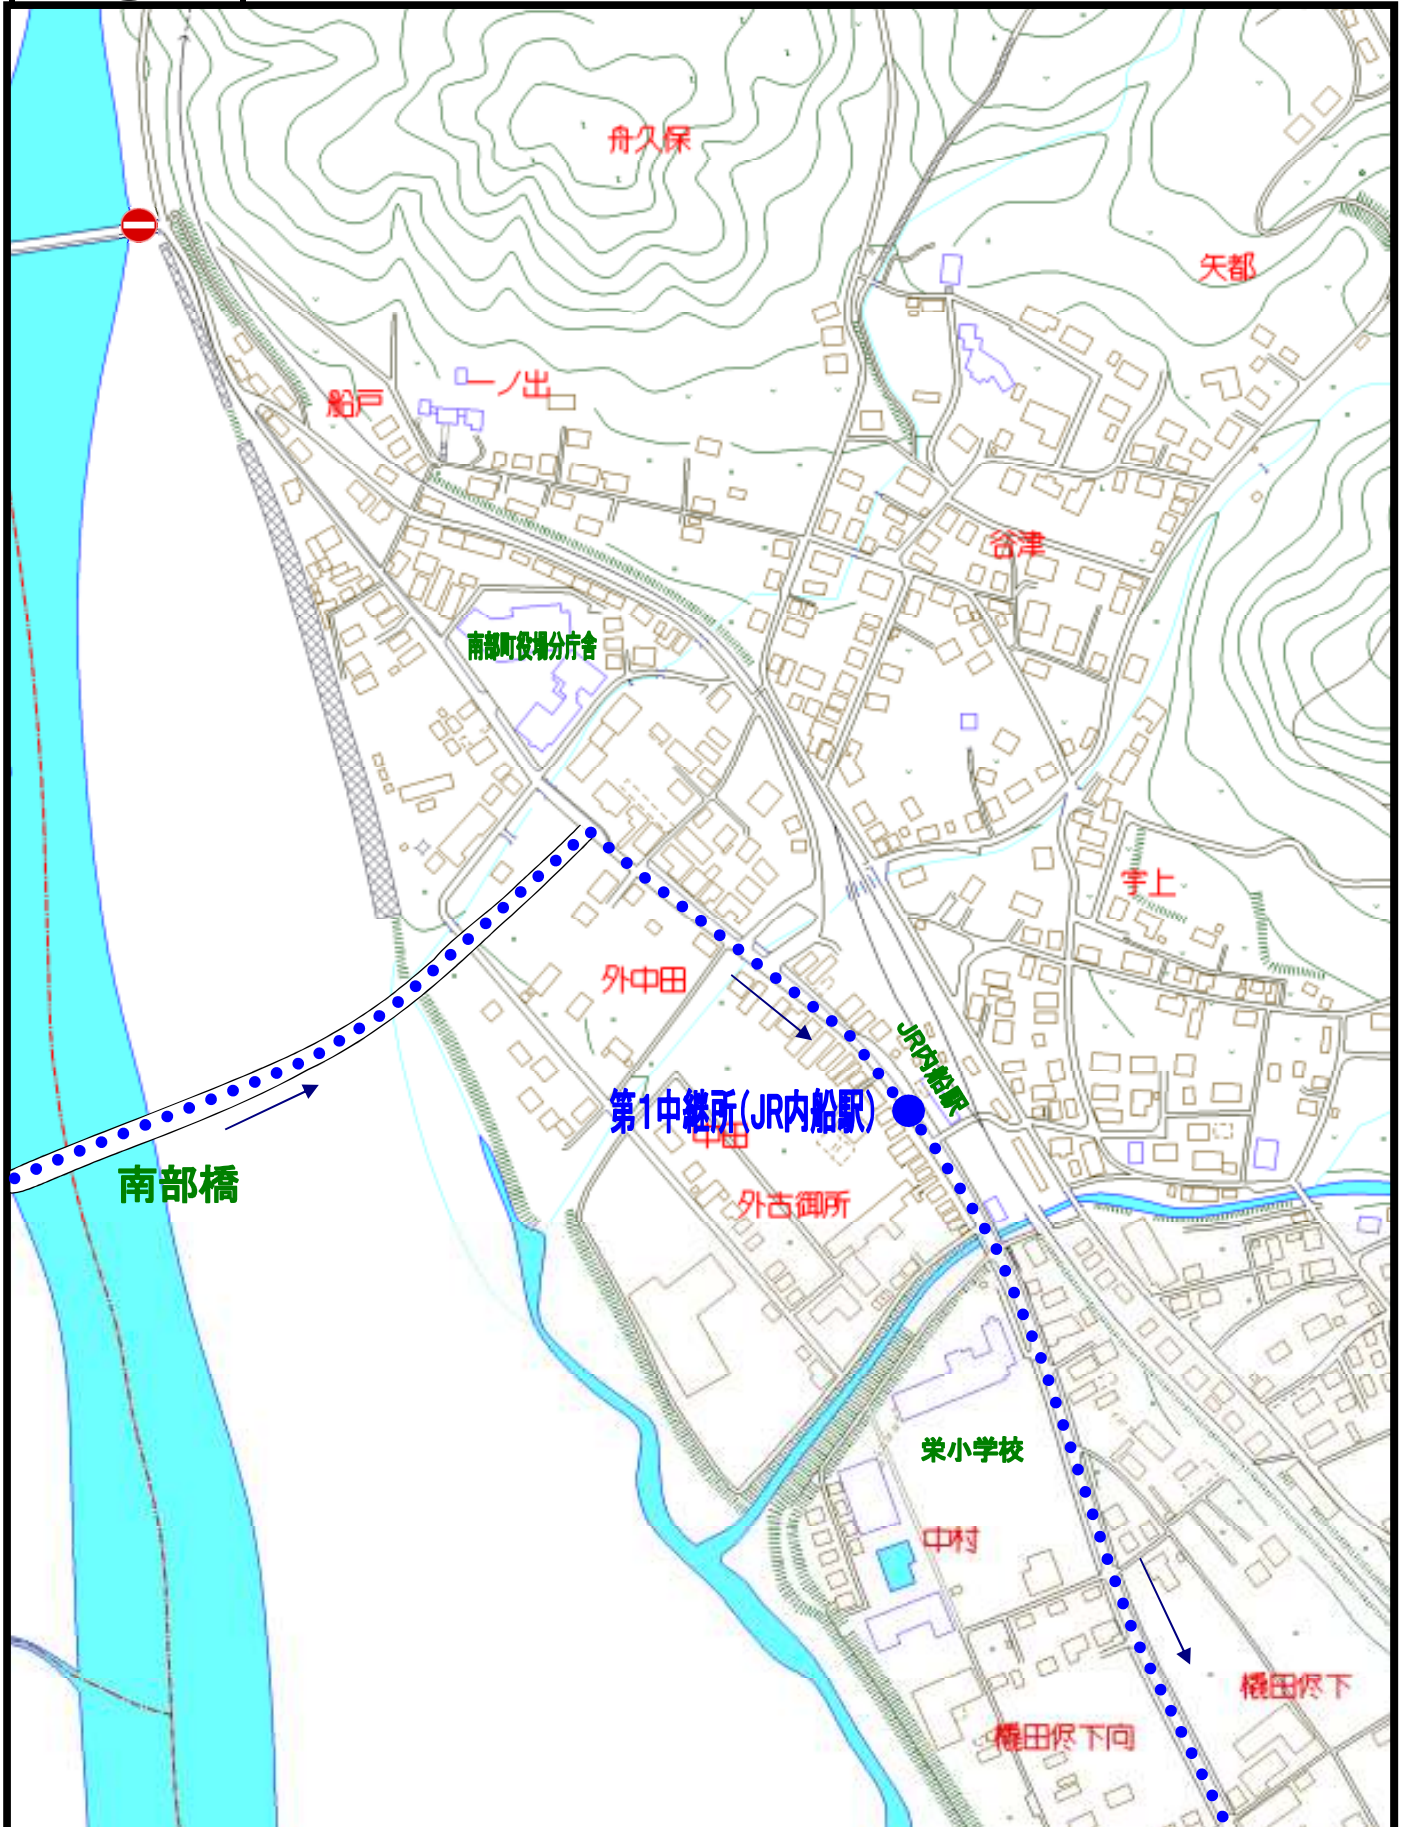 舟久保
矢都
一ノ出
船戸
谷津
南部町役場分庁舎
宇上
外中田
JR内船駅
第1中継所(JR内船駅)
中田
南部橋
外古御所
栄小学校
中村